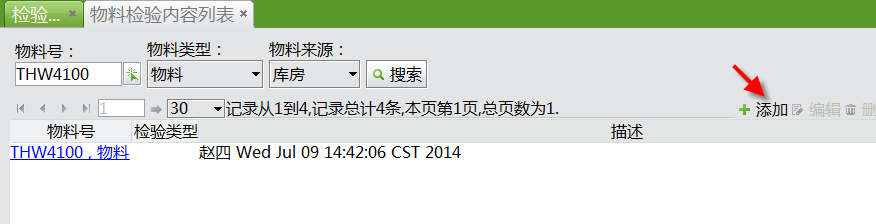 检验... 物料检验内容列表
物料号： 物料类型： 物料来源：
THW4100 物料 库房 搜索
1 30 记录从1到4,记录总计4条,本页第1页,总页数为1. 添加 编辑
物料号 检验类型 描述
THW4100 , 物料 赵四 Wed Jul 09 14:42:06 CST 2014